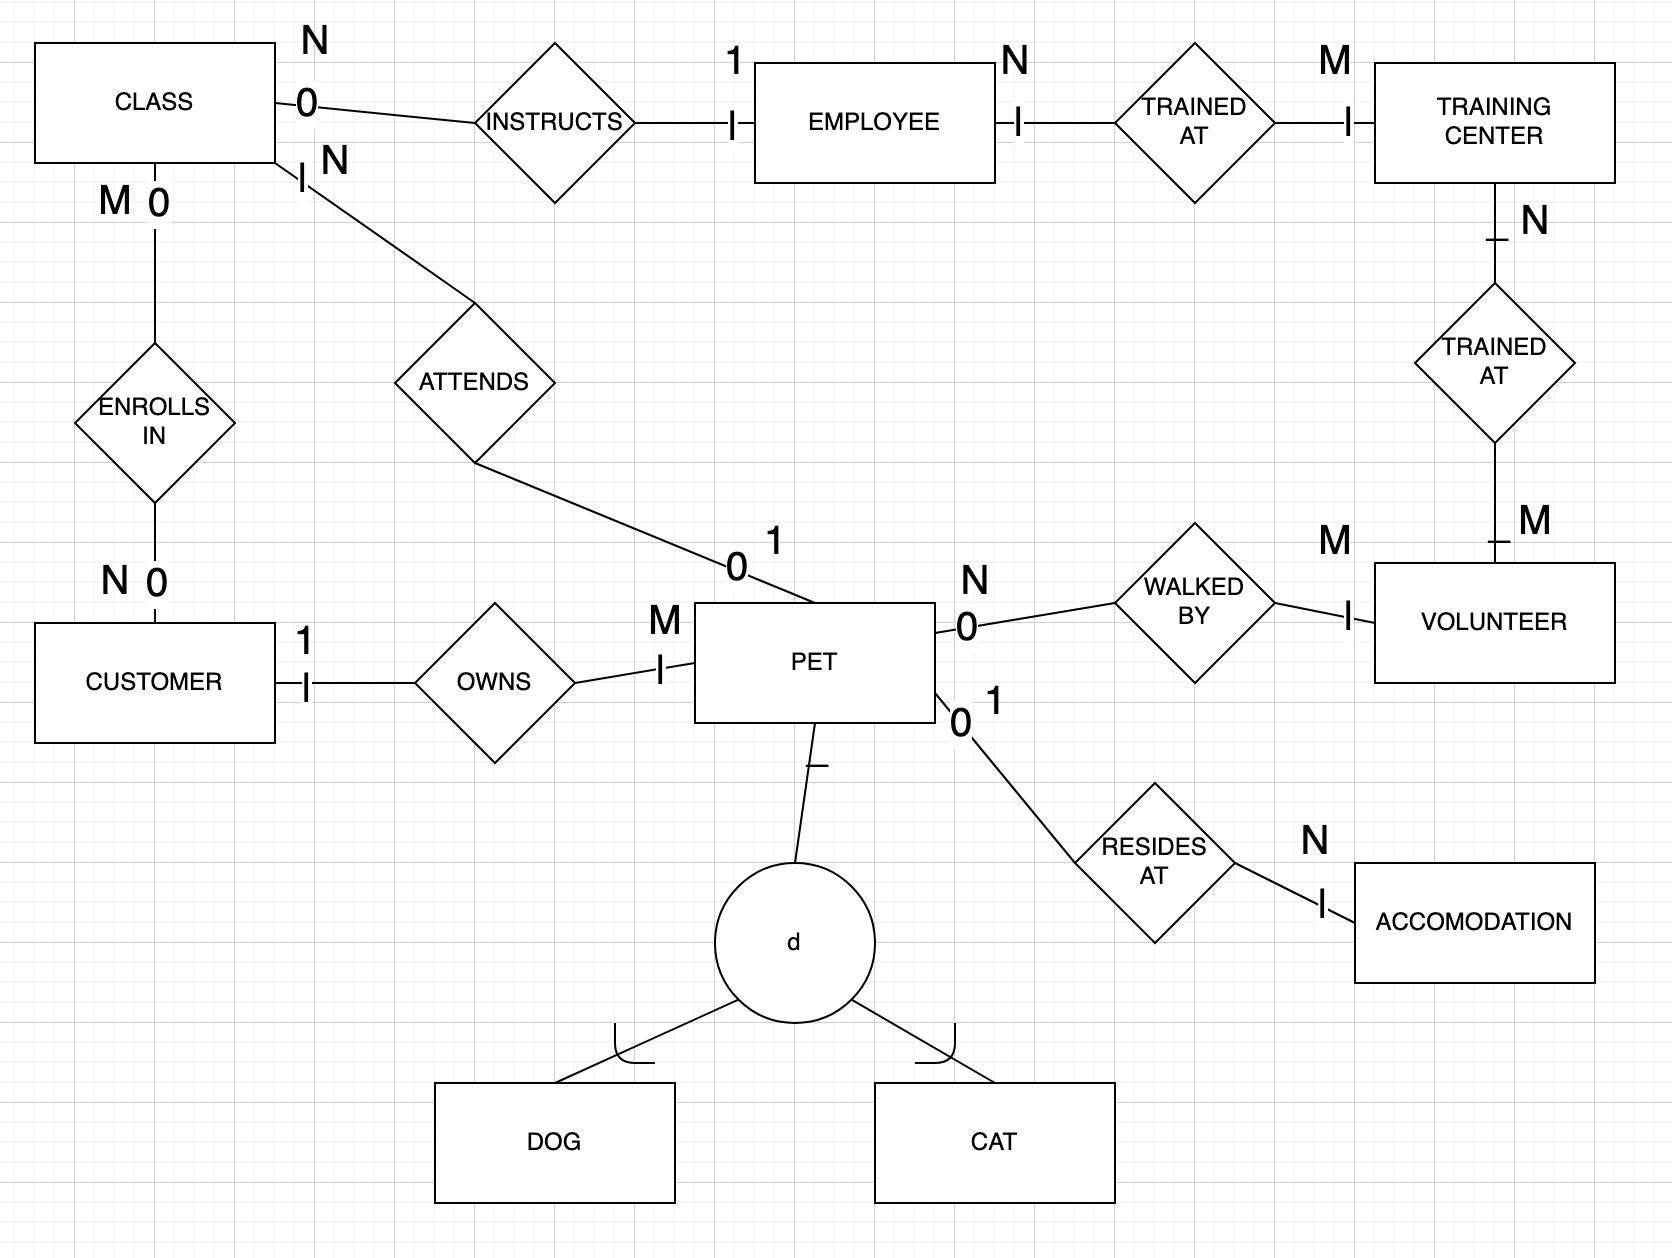 N
1
N
M
CLASS
0
INSTRUCTS
I
EMPLOYEE
I
TRAINED
AT
I
TRAINING
CENTER
N
I
M 0
N
I
ATTENDS
TRAINED
AT
ENROLLS
IN
1
0
M
I
M
N 0
N
0
WALKED
BY
I
VOLUNTEER
1
M
CUSTOMER
I
OWNS
I
PET
0
1
I
RESIDES
AT
N
I
ACCOMODATION
d
DOG
CAT